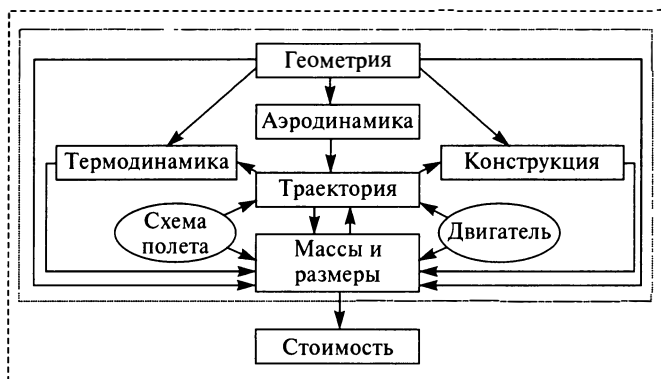 Геометрия
Аэродинамика
Термодинамика
Конструкция
Траектория
Схема
полета
Двигатель
Массы и
размеры
Стоимость